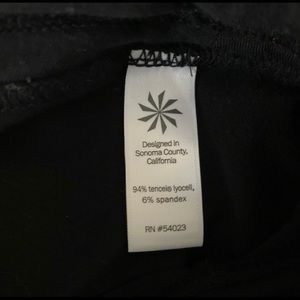 Designed in
Sonoma County,
California
94% tencel® lyocell,
6% spandex
RN #54023